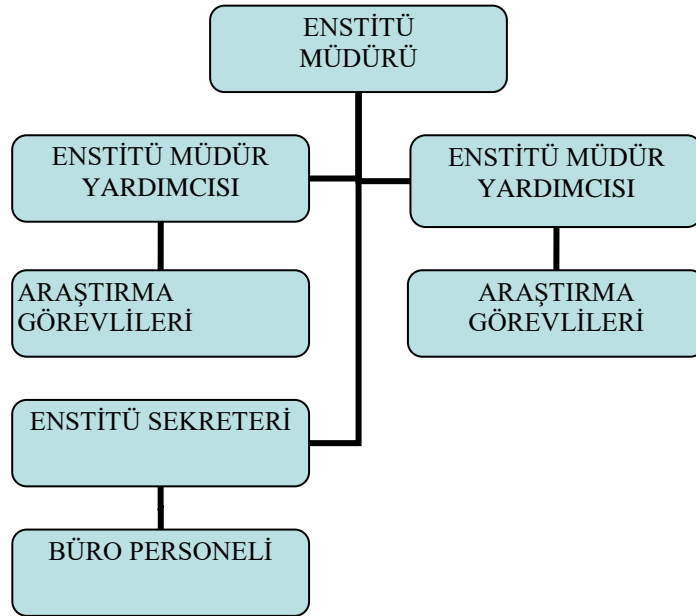 ENSTİTÜ
MÜDÜRÜ
ENSTİTÜ MÜDÜR
YARDIMCISI
ENSTİTÜ MÜDÜR
YARDIMCISI
ARAŞTIRMA
GÖREVLİLERİ
ARAŞTIRMA
GÖREVLİLERİ
ENSTİTÜ SEKRETERİ
BÜRO PERSONELİ